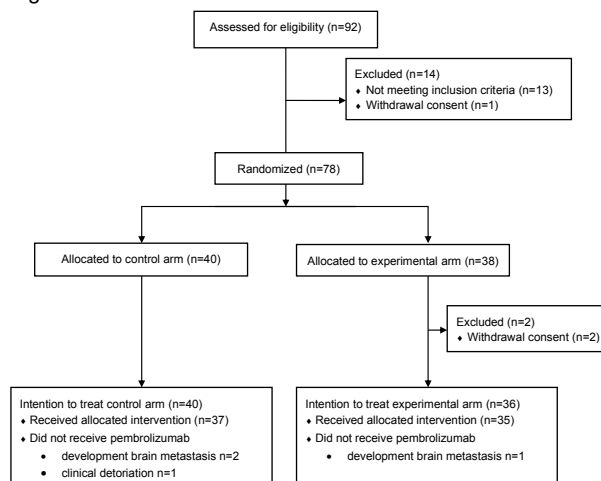 Assessed for eligibility (n=92)
Excluded (n=14)
♦ Not meeting inclusion criteria (n=13)
♦ Withdrawal consent (n=1)
Randomized (n=78)
Allocated to control arm (n=40)
Allocated to experimental arm (n=38)
Excluded (n=2)
♦ Withdrawal consent (n=2)
Intention to treat control arm (n=40)
♦ Received allocated intervention (n=37)
♦ Did not receive pembrolizumab
• development brain metastasis n=2
• clinical detoriation n=1
Intention to treat experimental arm (n=36)
♦ Received allocated intervention (n=35)
♦ Did not receive pembrolizumab
• development brain metastasis n=1